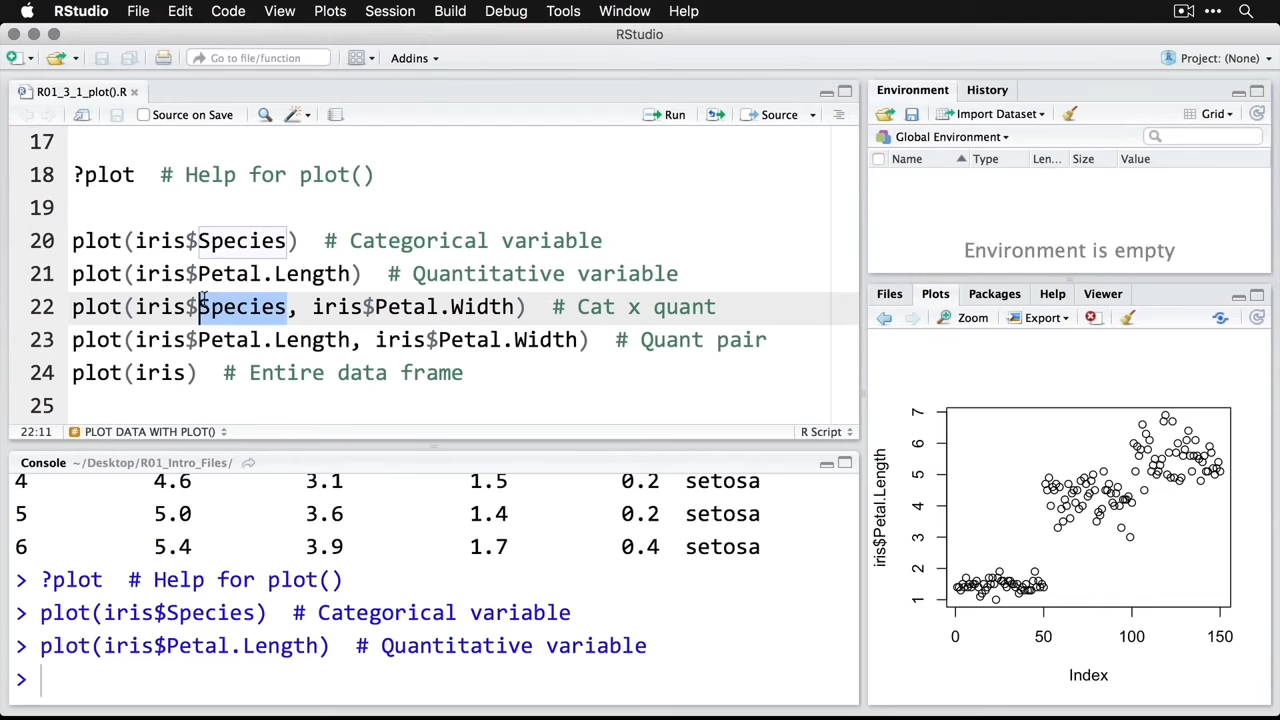 RStudio File Edit Code View Plots Session Build Debug Tools Window Help
RStudio
Go to file/function Addins Project: (None)
R01_3_1_plot().R
Source on Save Run Source
17
18 ?plot # Help for plot()
19
20 plot(iris$Species) # Categorical variable
21 plot(iris$Petal.Length) # Quantitative variable
22 plot(iris$Species, iris$Petal.Width) # Cat x quant
23 plot(iris$Petal.Length, iris$Petal.Width) # Quant pair
24 plot(iris) # Entire data frame
25
22:11 # PLOT DATA WITH PLOT() R Script
Console ~/Desktop/R01_Intro_Files/
4 4.6 3.1 1.5 0.2 setosa
5 5.0 3.6 1.4 0.2 setosa
6 5.4 3.9 1.7 0.4 setosa
> ?plot # Help for plot()
> plot(iris$Species) # Categorical variable
> plot(iris$Petal.Length) # Quantitative variable
>
Environment History
Import Dataset Grid
Global Environment
Name Type Len... Size Value
Environment is empty
Files Plots Packages Help Viewer
Zoom Export
iris$Petal.Length
7
6
5
4
3
2
1
0 50 100 150
Index